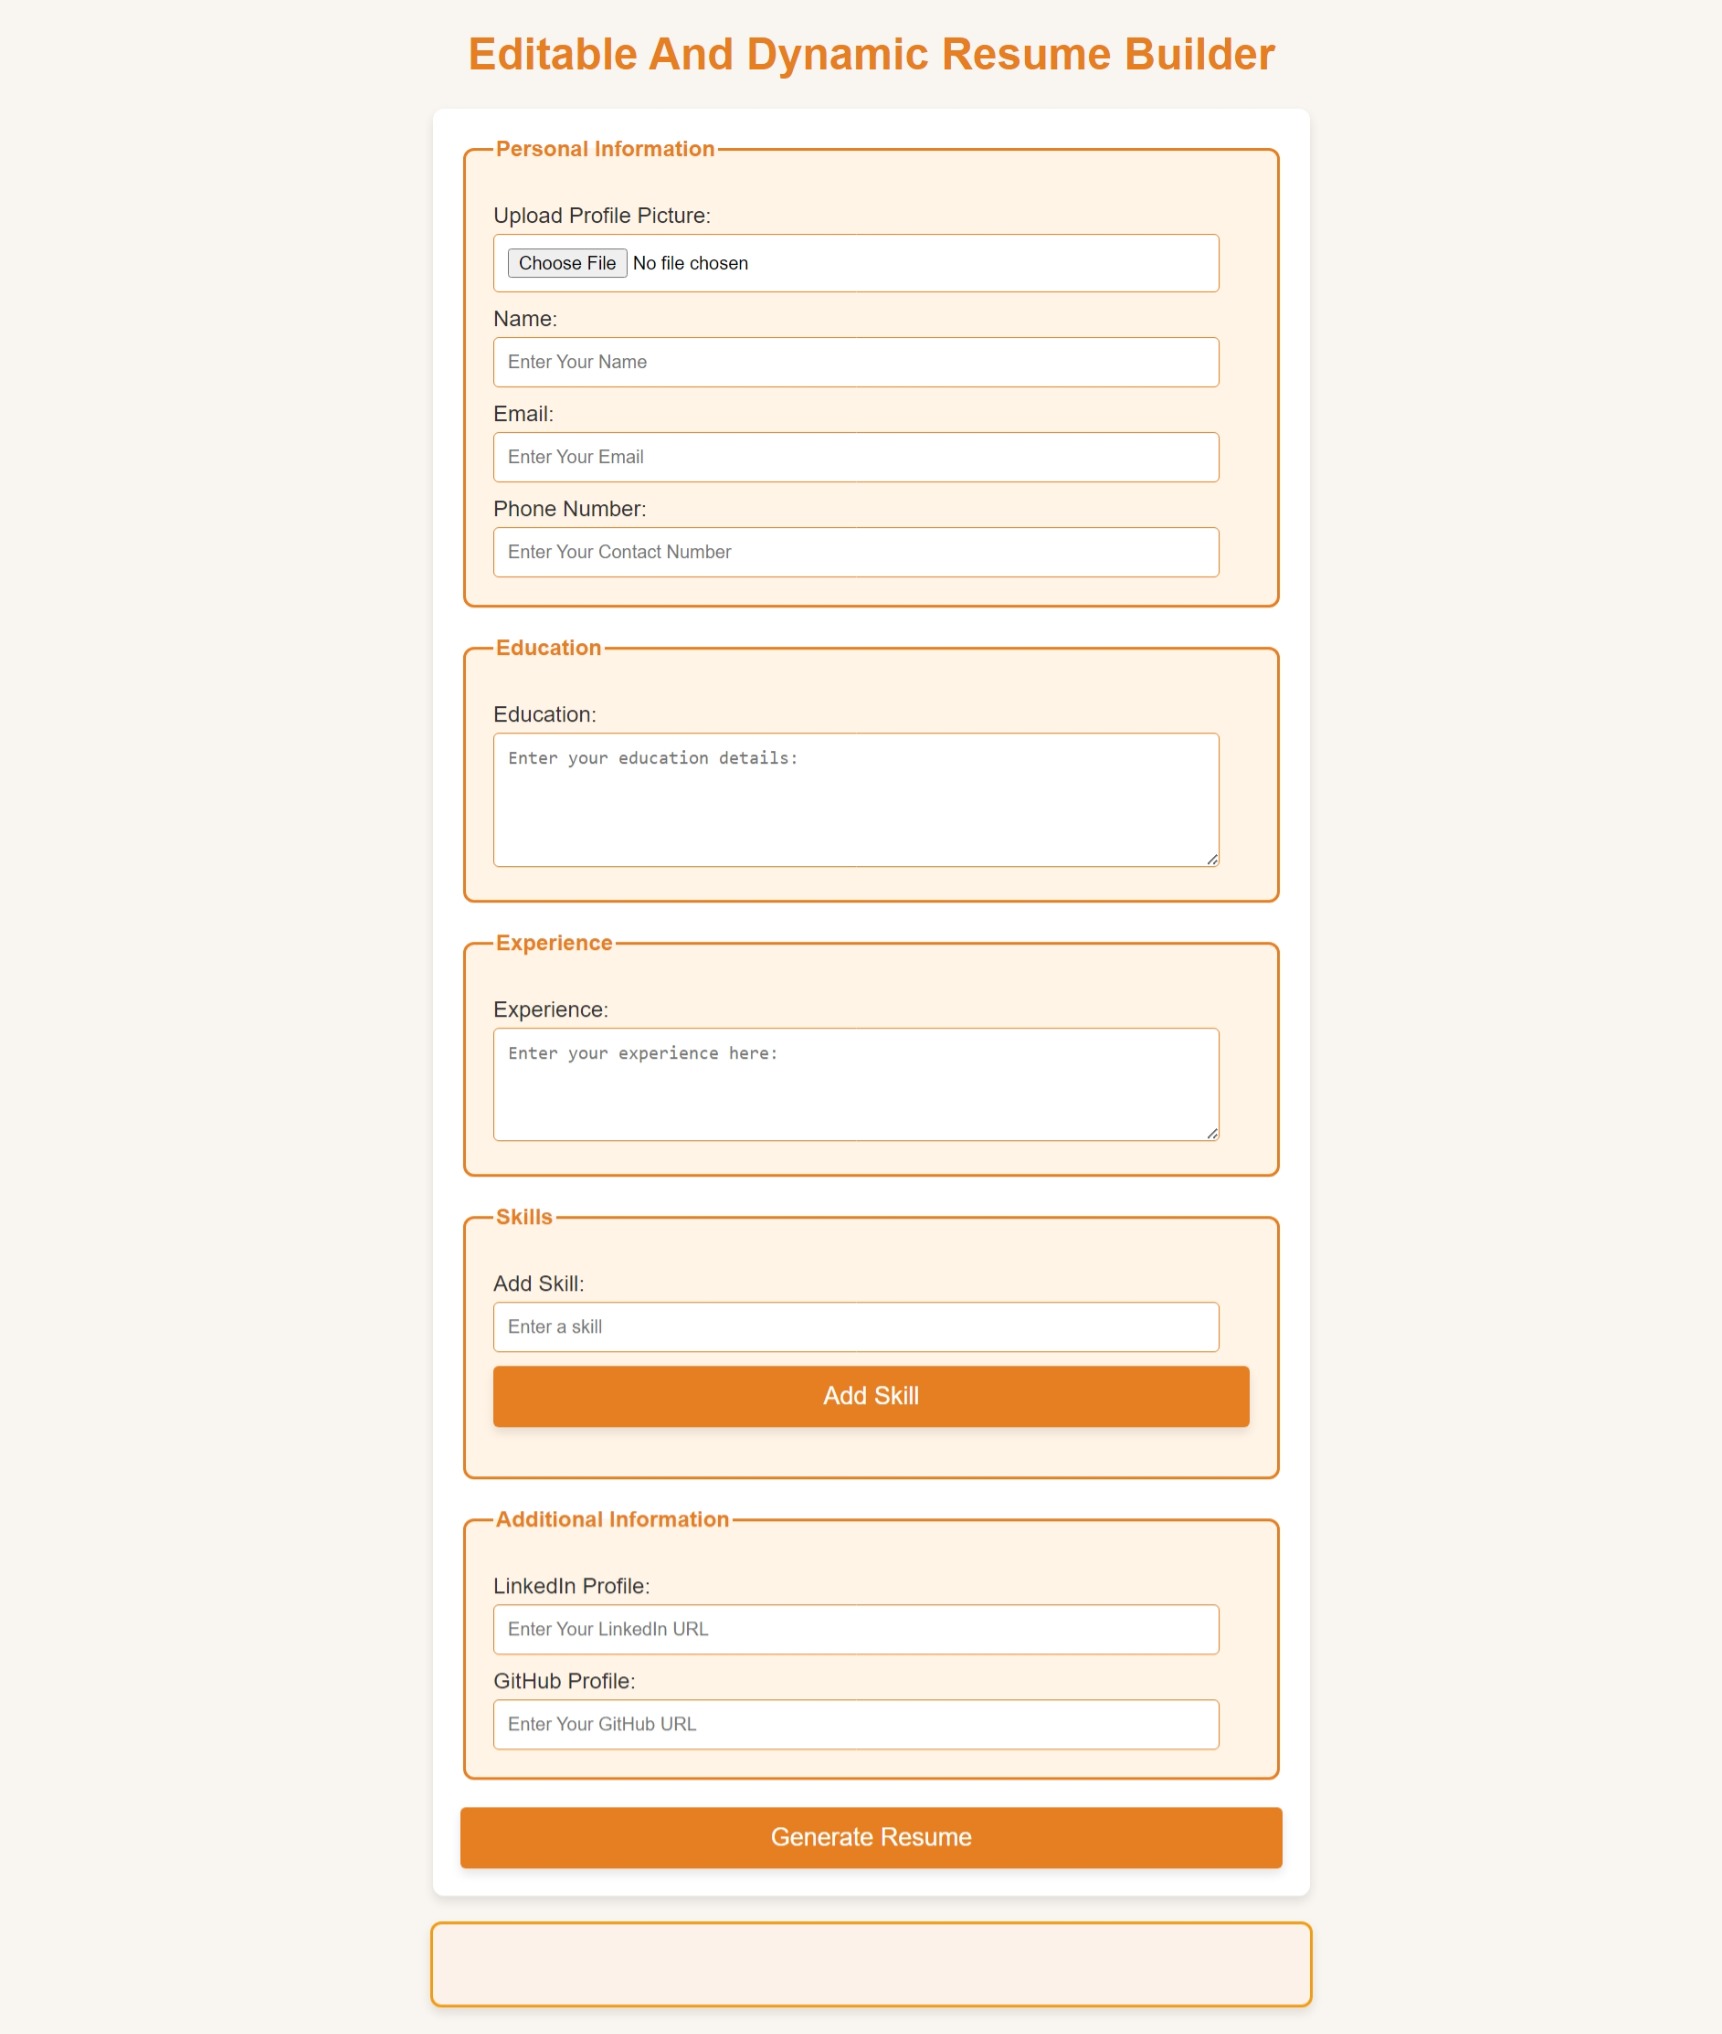 Editable And Dynamic Resume Builder
Personal Information
Upload Profile Picture:
Choose File No file chosen
Name:
Enter Your Name
Email:
Enter Your Email
Phone Number:
Enter Your Contact Number
Education
Education:
Enter your education details:
Experience
Experience:
Enter your experience here:
Skills
Add Skill:
Enter a skill
Add Skill
Additional Information
LinkedIn Profile:
Enter Your LinkedIn URL
GitHub Profile:
Enter Your GitHub URL
Generate Resume